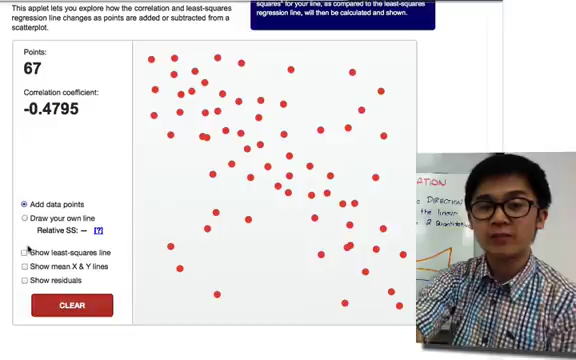 This applet lets you explore how the correlation and least-squares
regression line changes as points are added or subtracted from a
scatterplot.
squares" for your line, as compared to the least-squares
regression line, will then be calculated and shown.
Points:
67
Correlation coefficient:
-0.4795
Add data points
Draw your own line
Relative SS: – [?]
Show least-squares line
Show mean X & Y lines
Show residuals
CLEAR
ATION
DIRECTION
the linear
2 Quantitati